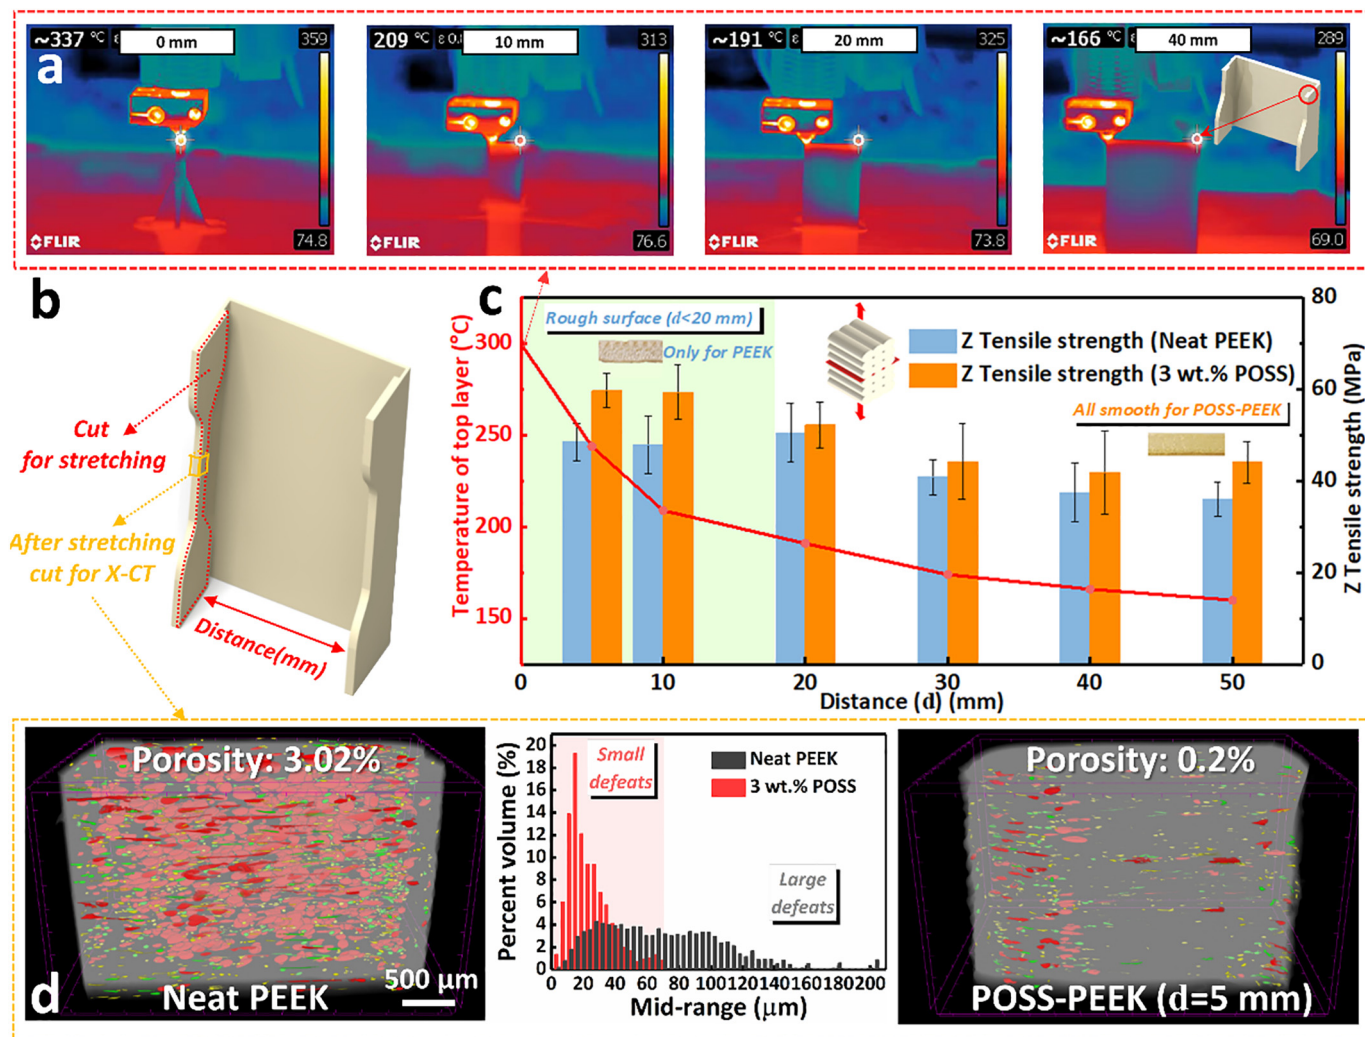 ~337 °C ε 0 mm 359
a
FLIR 74.8
209 °C ε 0. 10 mm 313
FLIR 76.6
~191 °C ε 20 mm 325
FLIR 73.8
~166 °C 40 mm 289
FLIR 69.0
b
Cut
for stretching
After stretching
cut for X-CT
Distance(mm)
c
Temperature of top layer (°C)
300
250
200
150
Rough surface (d<20 mm)
Only for PEEK
Z Tensile strength (Neat PEEK)
Z Tensile strength (3 wt.% POSS)
All smooth for POSS-PEEK
80
60
40
20
0
Z Tensile strength (MPa)
0 10 20 30 40 50
Distance (d) (mm)
d
Porosity: 3.02%
500 μm
Neat PEEK
Percent volume (%)
20
18
16
14
12
10
8
6
4
2
0
Small
defeats
Neat PEEK
3 wt.% POSS
Large
defeats
0 20 40 60 80 100 120 140 160 180 200
Mid-range (μm)
Porosity: 0.2%
POSS-PEEK (d=5 mm)